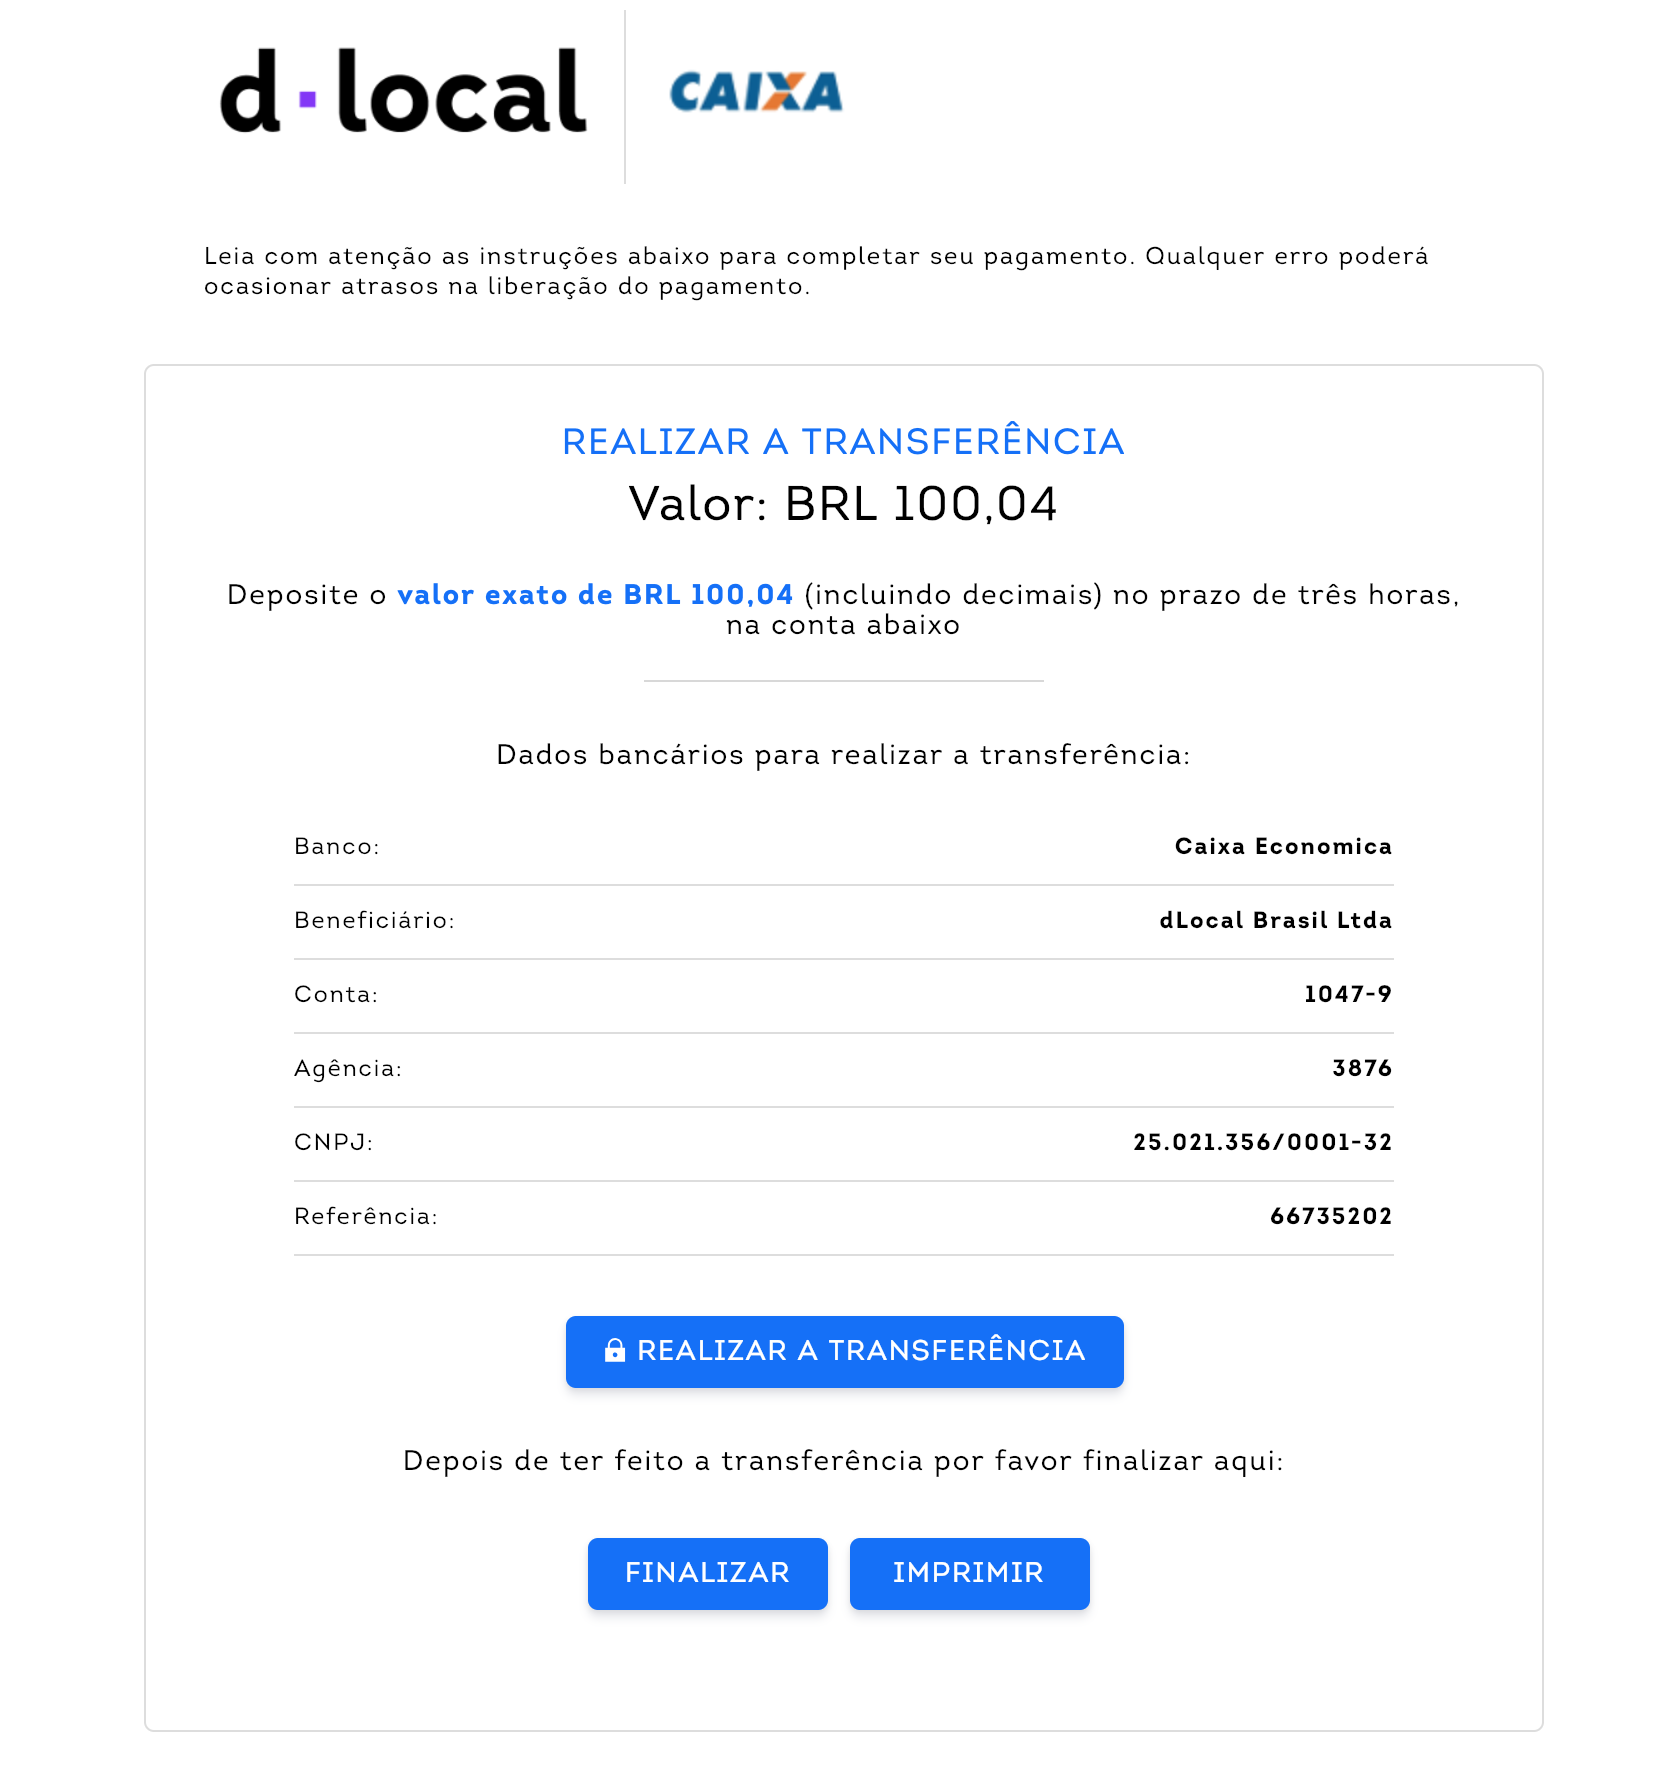 d·local
CAIXA
Leia com atenção as instruções abaixo para completar seu pagamento. Qualquer erro poderá
ocasionar atrasos na liberação do pagamento.
REALIZAR A TRANSFERÊNCIA
Valor: BRL 100,04
Deposite o valor exato de BRL 100,04 (incluindo decimais) no prazo de três horas,
na conta abaixo
Dados bancários para realizar a transferência:
Banco: Caixa Economica
Beneficiário: dLocal Brasil Ltda
Conta: 1047-9
Agência: 3876
CNPJ: 25.021.356/0001-32
Referência: 66735202
REALIZAR A TRANSFERÊNCIA
Depois de ter feito a transferência por favor finalizar aqui:
FINALIZAR IMPRIMIR